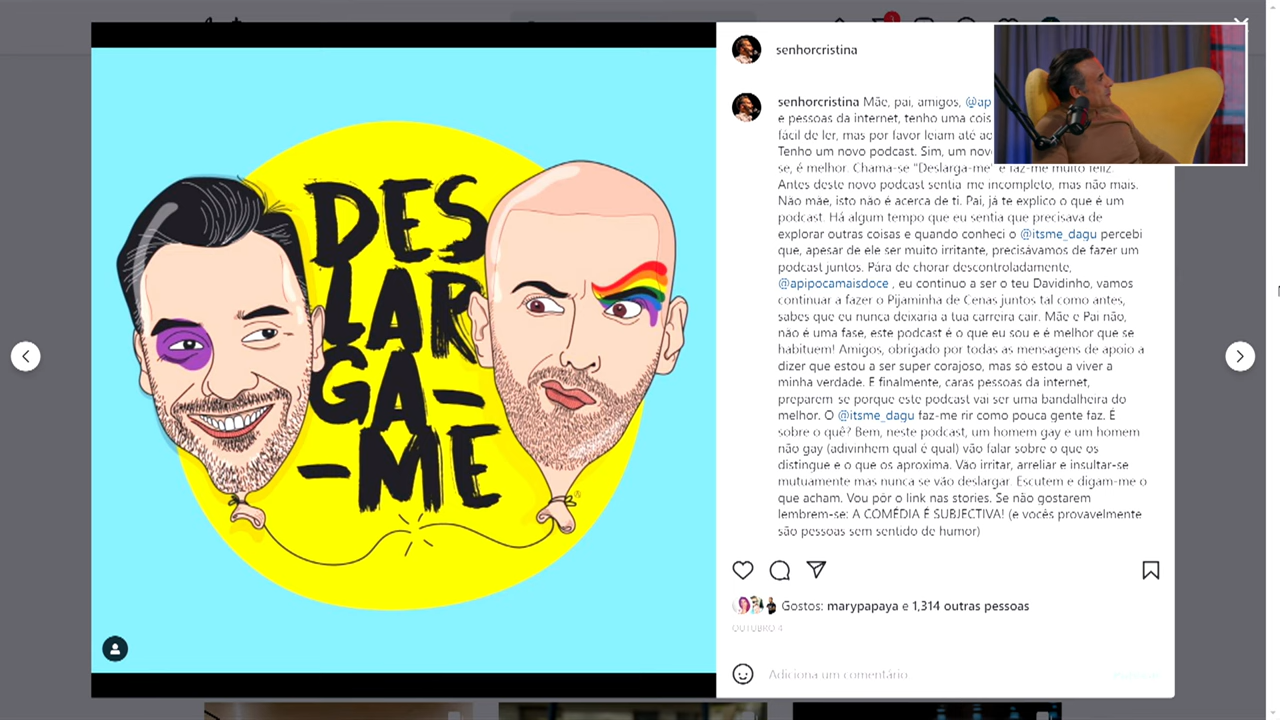 DES
LAR
GA-
-ME
senhorcristina
senhorcristina Mãe, pai, amigos, @ap
e pessoas da internet, tenho uma cois
fácil de ler, mas por favor leiam até ao
Tenho um novo podcast. Sim, um nov
se, é melhor. Chama-se "Deslarga-me" e faz-me muito feliz.
Antes deste novo podcast sentia-me incompleto, mas não mais.
Não mãe, isto não é acerca de ti. Pai, já te explico o que é um
podcast. Há algum tempo que eu sentia que precisava de
explorar outras coisas e quando conheci o @itsme_dagu percebi
que, apesar de ele ser muito irritante, precisávamos de fazer um
podcast juntos. Pára de chorar descontroladamente,
@apipocamaisdoce , eu continuo a ser o teu Davidinho, vamos
continuar a fazer o Pijaminha de Cenas juntos tal como antes,
sabes que eu nunca deixaria a tua carreira cair. Mãe e Pai não,
não é uma fase, este podcast é o que eu sou e é melhor que se
habituem! Amigos, obrigado por todas as mensagens de apoio a
dizer que estou a ser super corajoso, mas só estou a viver a
minha verdade. E finalmente, caras pessoas da internet,
preparem-se porque este podcast vai ser uma bandalheira do
melhor. O @itsme_dagu faz-me rir como pouca gente faz. É
sobre o quê? Bem, neste podcast, um homem gay e um homem
não gay (adivinhem qual é qual) vão falar sobre o que os
distingue e o que os aproxima. Vão irritar, arreliar e insultar-se
mutuamente mas nunca se vão deslargar. Escutem e digam-me o
que acham. Vou pôr o link nas stories. Se não gostarem
lembrem-se: A COMÉDIA É SUBJECTIVA! (e vocês provavelmente
são pessoas sem sentido de humor)
Gostos: marypapaya e 1,314 outras pessoas
OUTUBRO 4
Adiciona um comentário